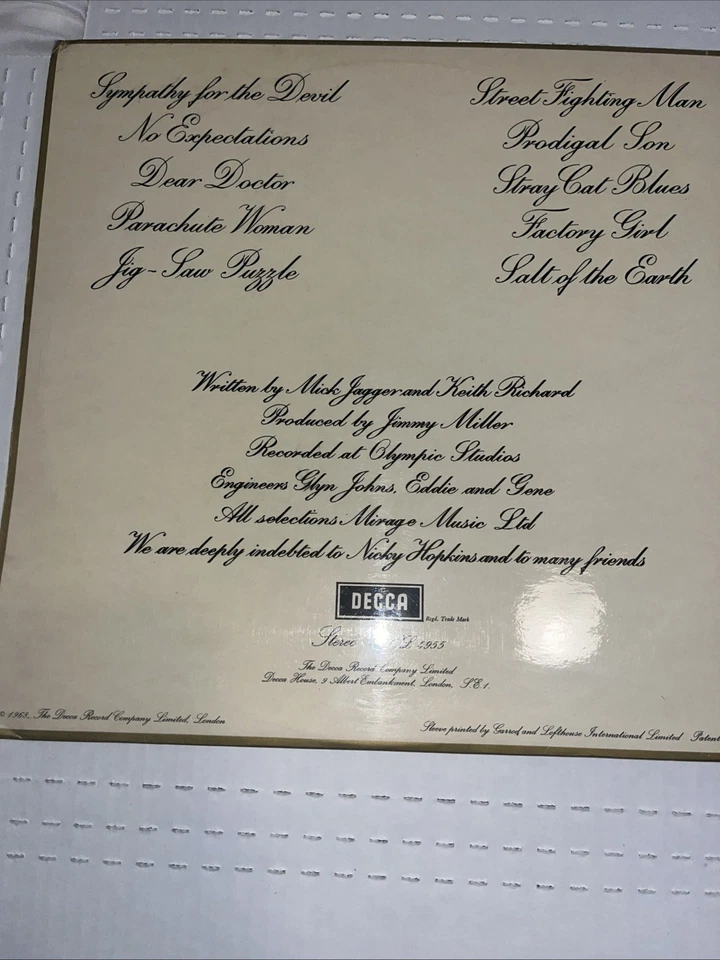 Sympathy for the Devil
No Expectations
Dear Doctor
Parachute Woman
Jig-Saw Puzzle
Street Fighting Man
Prodigal Son
Stray Cat Blues
Factory Girl
Salt of the Earth
Written by Mick Jagger and Keith Richard
Produced by Jimmy Miller
Recorded at Olympic Studios
Engineers Glyn Johns, Eddie and Gene
All selections Mirage Music Ltd
We are deeply indebted to Nicky Hopkins and to many friends
DECCA
Regd. Trade Mark
Stereo 4955
The Decca Record Company Limited
Decca House, 9 Albert Embankment, London, S.E.1.
© 1968, The Decca Record Company Limited, London
Sleeve printed by Garrod and Lofthouse International Limited Patent